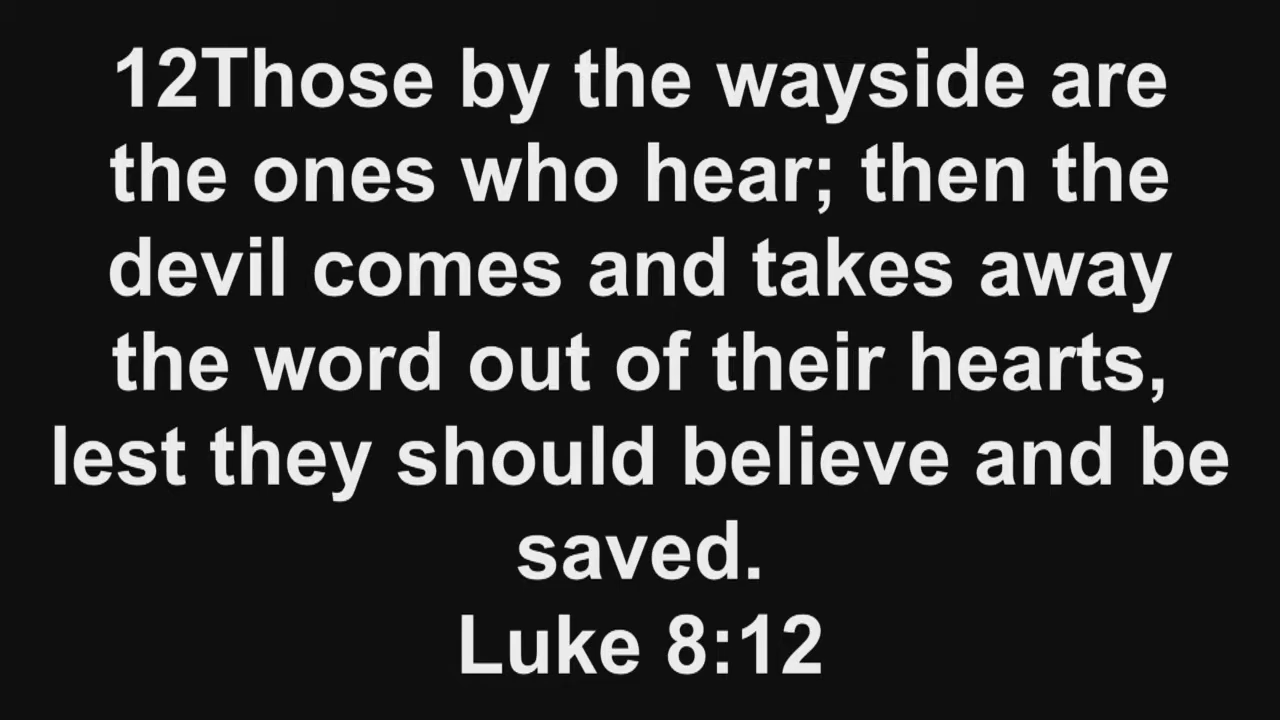 12Those by the wayside are
the ones who hear; then the
devil comes and takes away
the word out of their hearts,
lest they should believe and be
saved.
Luke 8:12